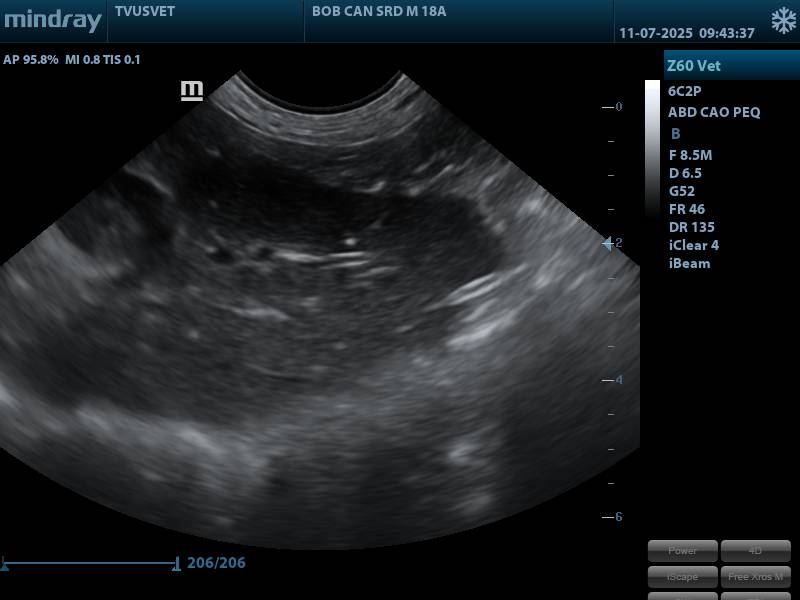 mindray
TVUSVET
BOB CAN SRD M 18A
11-07-2025 09:43:37
AP 95.8% MI 0.8 TIS 0.1
m
Z60 Vet
6C2P
ABD CAO PEQ
B
F 8.5M
D 6.5
G52
FR 46
DR 135
iClear 4
iBeam
0
2
4
6
206/206
Power
4D
iScape
Free Xros M